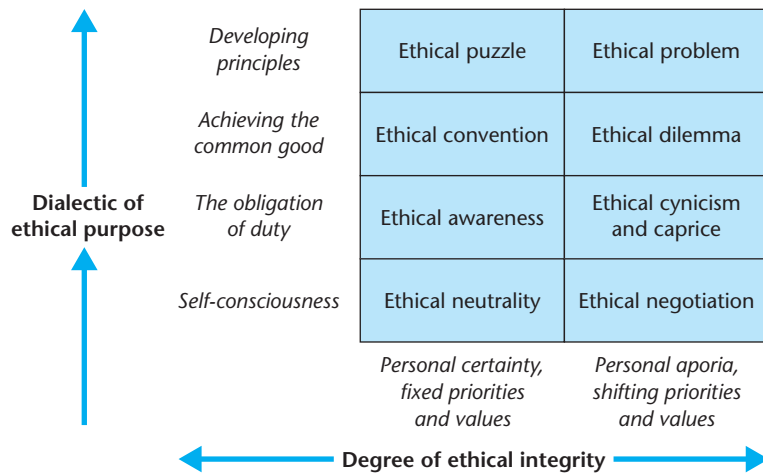 Developing
principles
Ethical puzzle
Ethical problem
Achieving the
common good
Ethical convention
Ethical dilemma
Dialectic of
ethical purpose
The obligation
of duty
Ethical awareness
Ethical cynicism
and caprice
Self-consciousness
Ethical neutrality
Ethical negotiation
Personal certainty,
fixed priorities
and values
Personal aporia,
shifting priorities
and values
Degree of ethical integrity